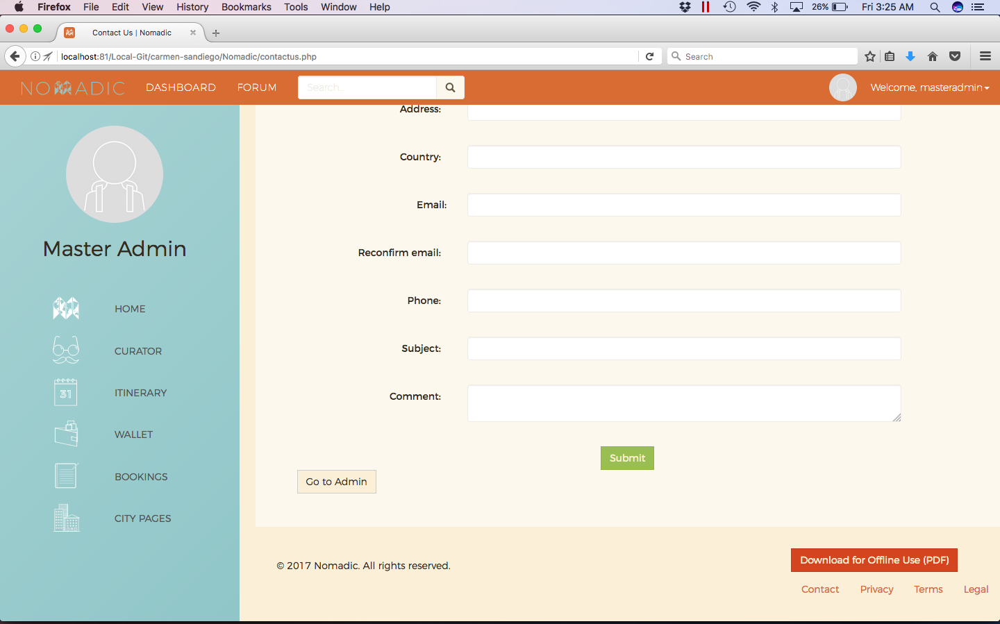 Firefox File Edit View History Bookmarks Tools Window Help 26% Fri 3:25 AM
Contact Us | Nomadic
localhost:81/Local-Git/carmen-sandiego/Nomadic/contactus.php Search
NOMADIC DASHBOARD FORUM Search... Welcome, masteradmin
Address:
Country:
Email:
Master Admin
Reconfirm email:
Phone:
HOME
CURATOR
Subject:
31 ITINERARY
Comment:
WALLET
Submit
BOOKINGS
Go to Admin
CITY PAGES
© 2017 Nomadic. All rights reserved.
Download for Offline Use (PDF)
Contact Privacy Terms Legal